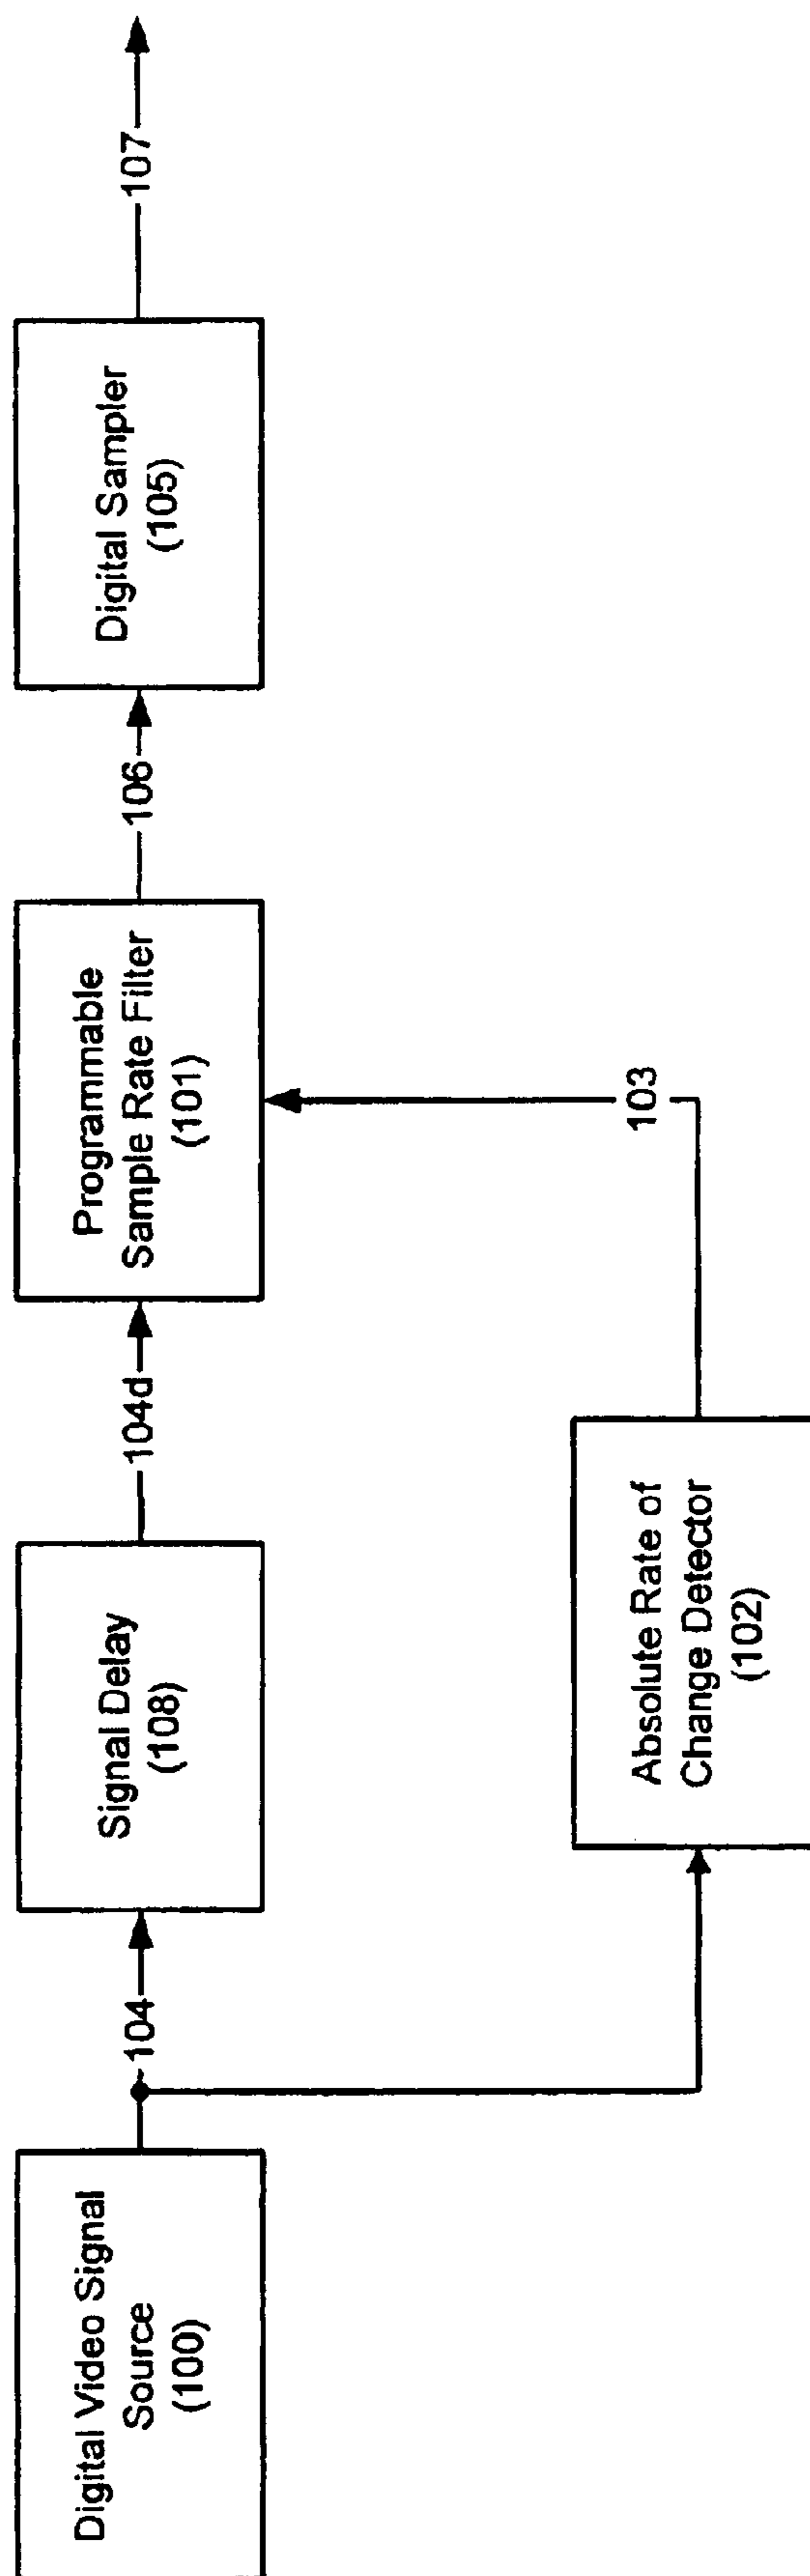 Digital Video Signal
Source
(100)
104
Signal Delay
(108)
104d
Programmable
Sample Rate Filter
(101)
106
Digital Sampler
(105)
107
Absolute Rate of
Change Detector
(102)
103